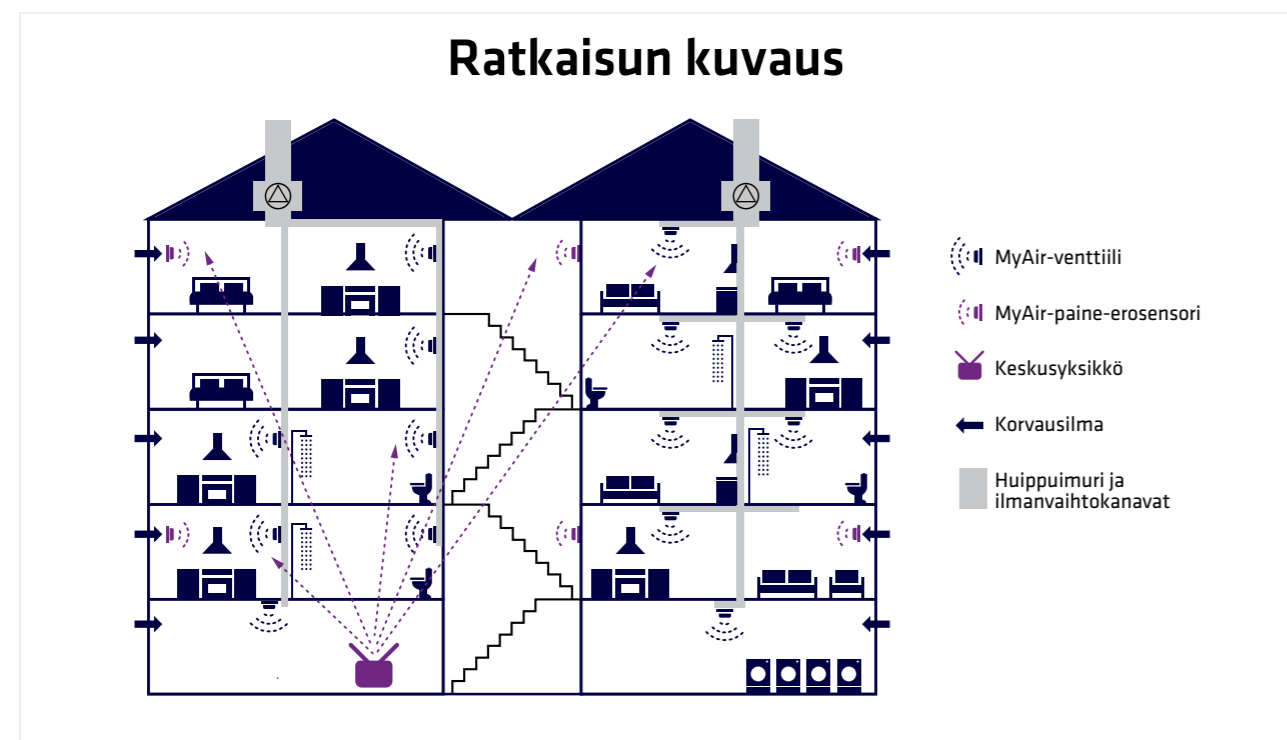 Ratkaisun kuvaus
MyAir-venttiili
MyAir-paine-erosensori
Keskusyksikkö
Korvausilma
Huippuimuri ja
ilmanvaihtokanavat